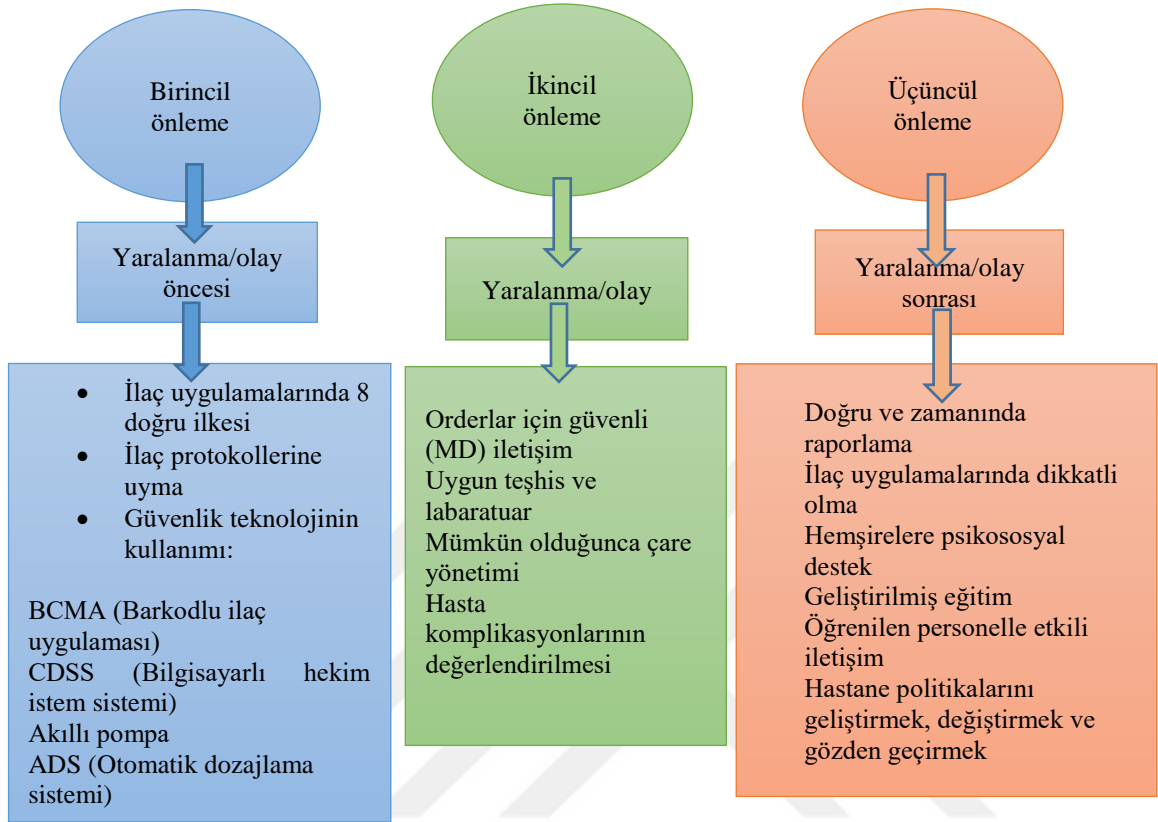 Birincil
önleme
Yaralanma/olay
öncesi
• İlaç uygulamalarında 8
doğru ilkesi
• İlaç protokollerine
uyma
• Güvenlik teknolojinin
kullanımı:
BCMA (Barkodlu ilaç
uygulaması)
CDSS (Bilgisayarlı hekim
istem sistemi)
Akıllı pompa
ADS (Otomatik dozajlama
sistemi)
İkincil
önleme
Yaralanma/olay
Orderlar için güvenli
(MD) iletişim
Uygun teşhis ve
labaratuar
Mümkün olduğunca çare
yönetimi
Hasta
komplikasyonlarının
değerlendirilmesi
Üçüncül
önleme
Yaralanma/olay
sonrası
Doğru ve zamanında
raporlama
İlaç uygulamalarında dikkatli
olma
Hemşirelere psikososyal
destek
Geliştirilmiş eğitim
Öğrenilen personelle etkili
iletişim
Hastane politikalarını
geliştirmek, değiştirmek ve
gözden geçirmek